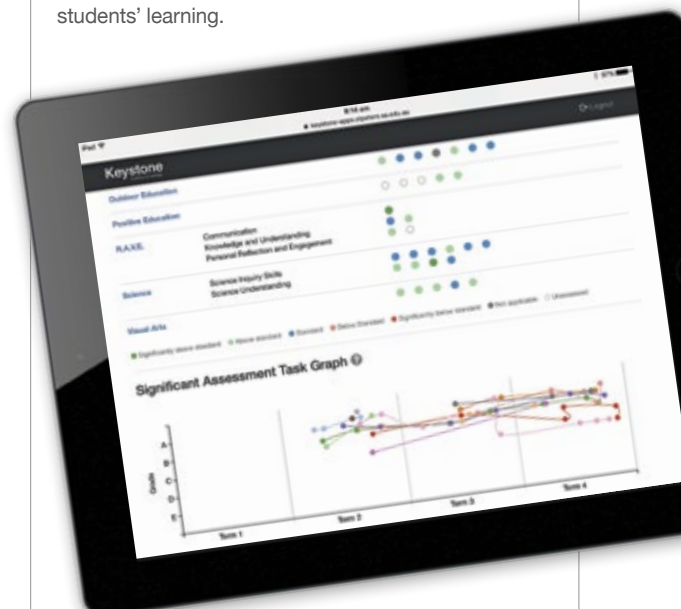 students’ learning.
iPad
8:14 am
97%
Keystone
Logout
Outdoor Education
Positive Education
R.A.V.E.
Communication
Knowledge and Understanding
Personal Reflection and Engagement
Science
Science Inquiry Skills
Science Understanding
Visual Arts
Significantly above standard Above standard Standard Below Standard Significantly below standard Not applicable Unassessed
Significant Assessment Task Graph
Grade
A
B
C
D
E
Term 1 Term 2 Term 3 Term 4